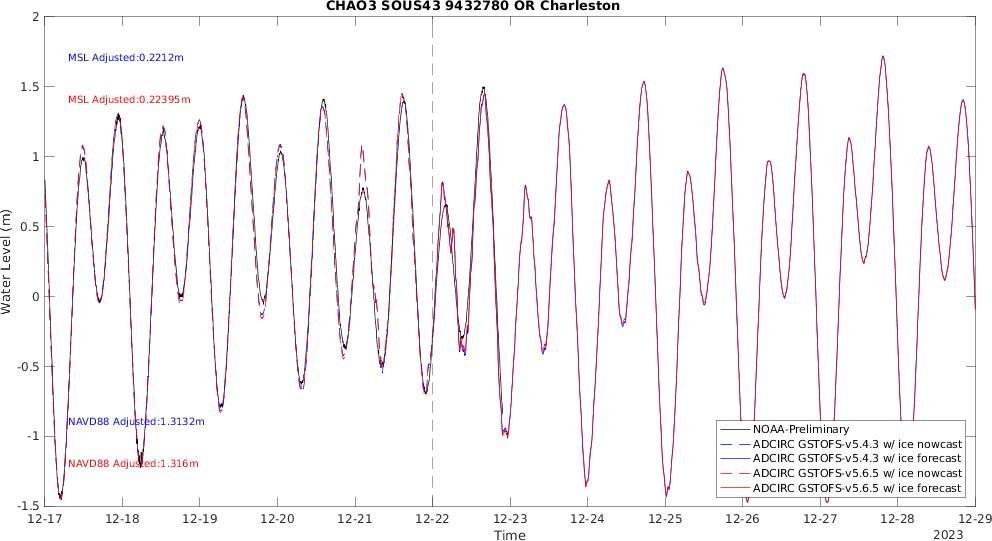 CHAO3 SOUS43 9432780 OR Charleston
2
1.5
1
0.5
0
-0.5
-1
-1.5
Water Level (m)
MSL Adjusted:0.2212m
MSL Adjusted:0.22395m
NAVD88 Adjusted:1.3132m
NAVD88 Adjusted:1.316m
NOAA-Preliminary
ADCIRC GSTOFS-v5.4.3 w/ ice nowcast
ADCIRC GSTOFS-v5.4.3 w/ ice forecast
ADCIRC GSTOFS-v5.6.5 w/ ice nowcast
ADCIRC GSTOFS-v5.6.5 w/ ice forecast
12-17 12-18 12-19 12-20 12-21 12-22 12-23 12-24 12-25 12-26 12-27 12-28 12-29
Time
2023